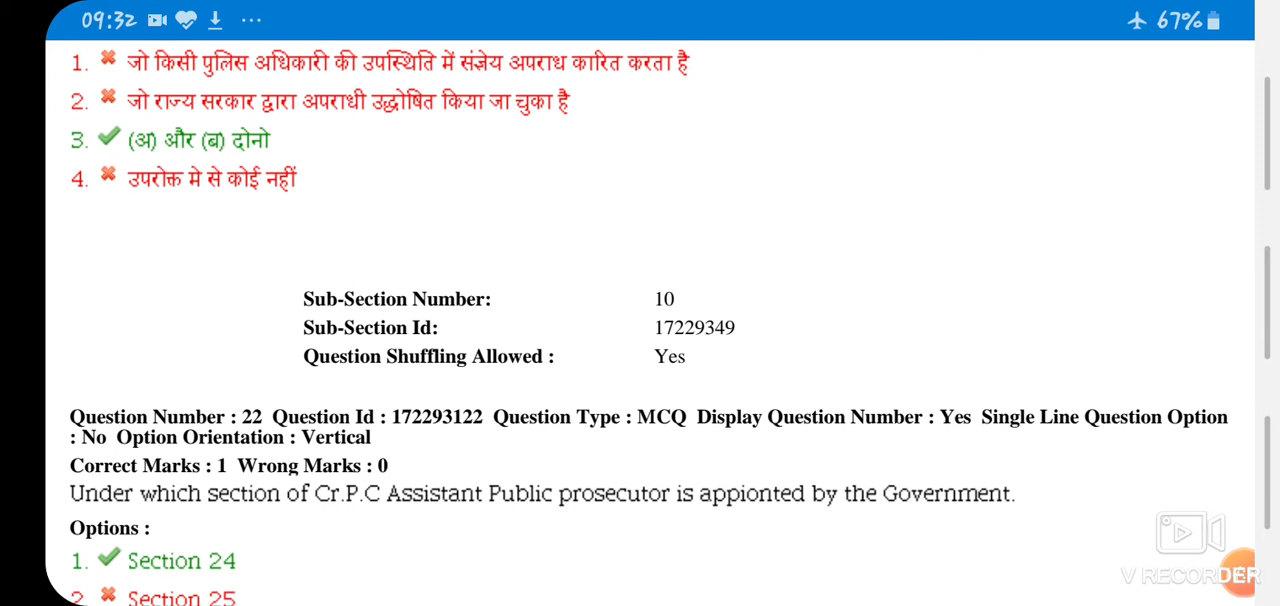 09:32 67%
1. जो किसी पुलिस अधिकारी की उपस्थिति में संज्ञेय अपराध कारित करता है
2. जो राज्य सरकार द्वारा अपराधी उद्धोषित किया जा चुका है
3. (अ) और (ब) दोनो
4. उपरोक्त मे से कोई नहीं
Sub-Section Number: 10
Sub-Section Id: 17229349
Question Shuffling Allowed : Yes
Question Number : 22 Question Id : 172293122 Question Type : MCQ Display Question Number : Yes Single Line Question Option
: No Option Orientation : Vertical
Correct Marks : 1 Wrong Marks : 0
Under which section of Cr.P.C Assistant Public prosecutor is appionted by the Government.
Options :
1. Section 24
2. Section 25
V RECORDER